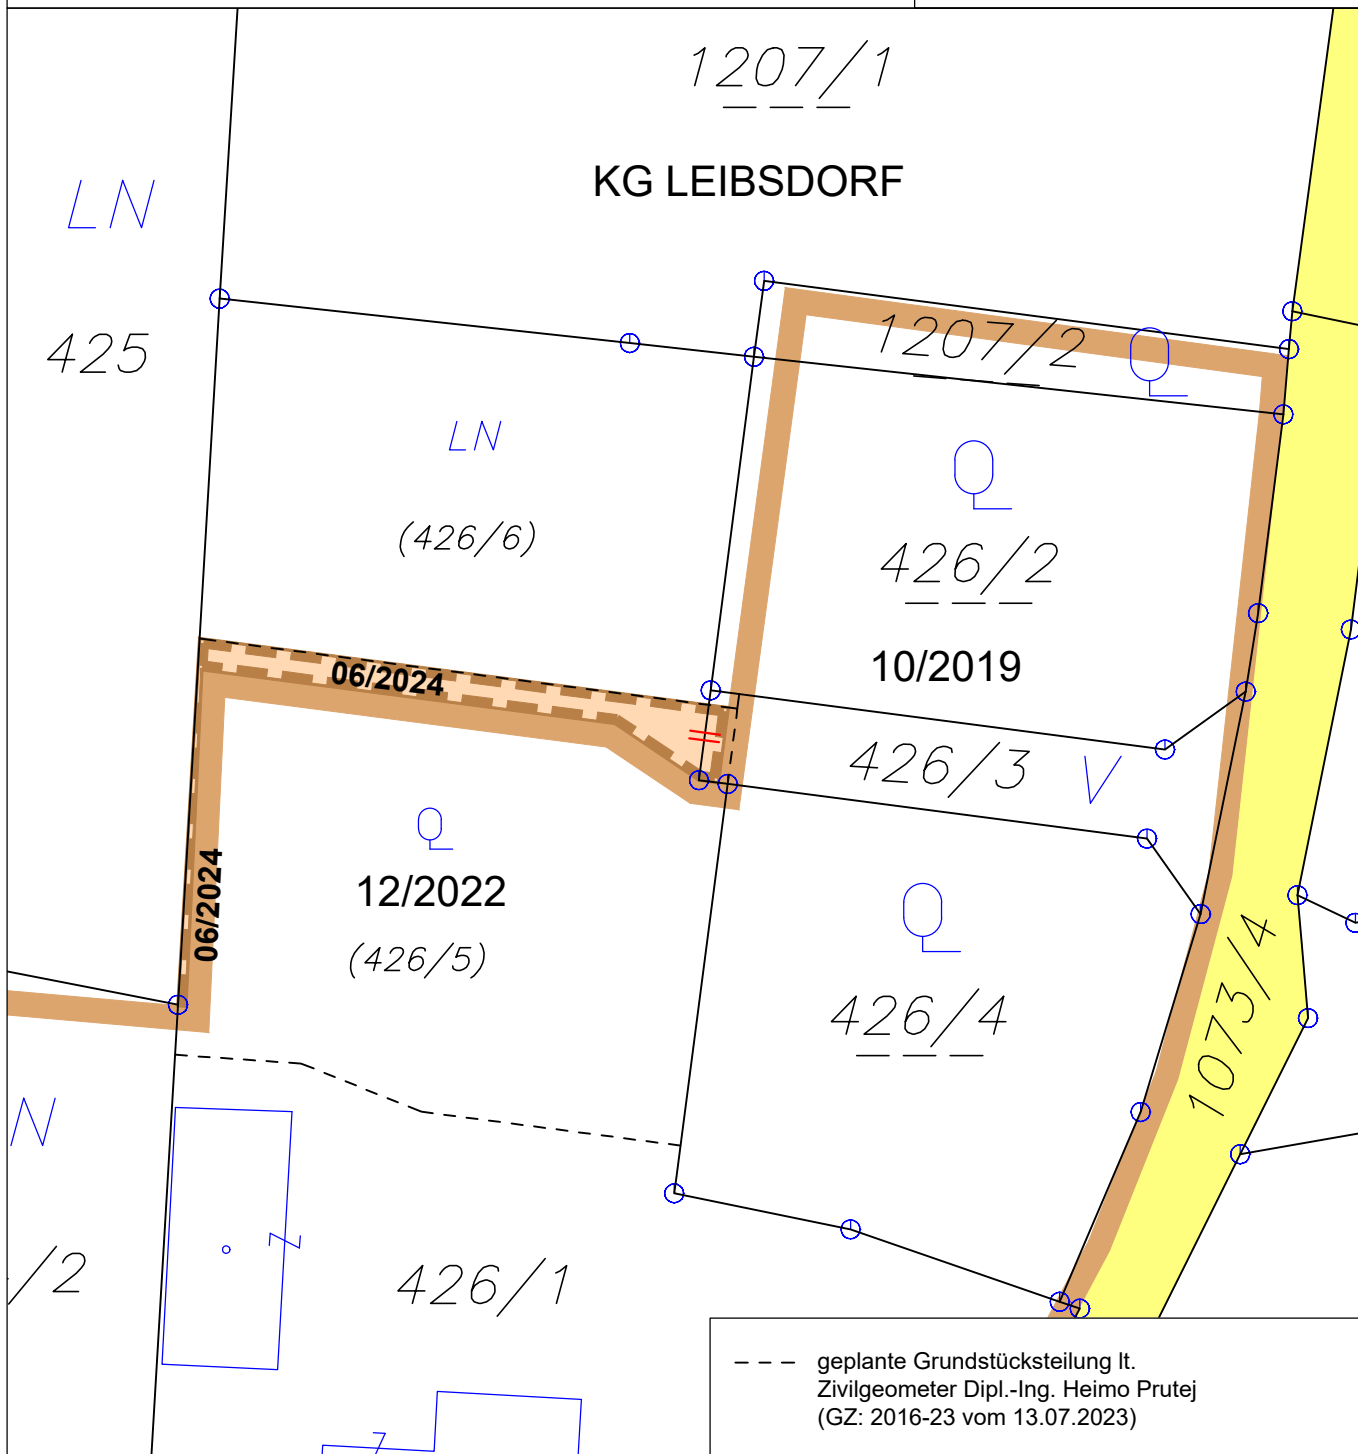 1207/1
KG LEIBSDORF
LN
425
1207/2
LN
(426/6)
426/2
10/2019
06/2024
426/3
V
12/2022
06/2024
(426/5)
426/4
1073/4
N
/2
426/1
geplante Grundstücksteilung lt.
Zivilgeometer Dipl.-Ing. Heimo Prutej
(GZ: 2016-23 vom 13.07.2023)